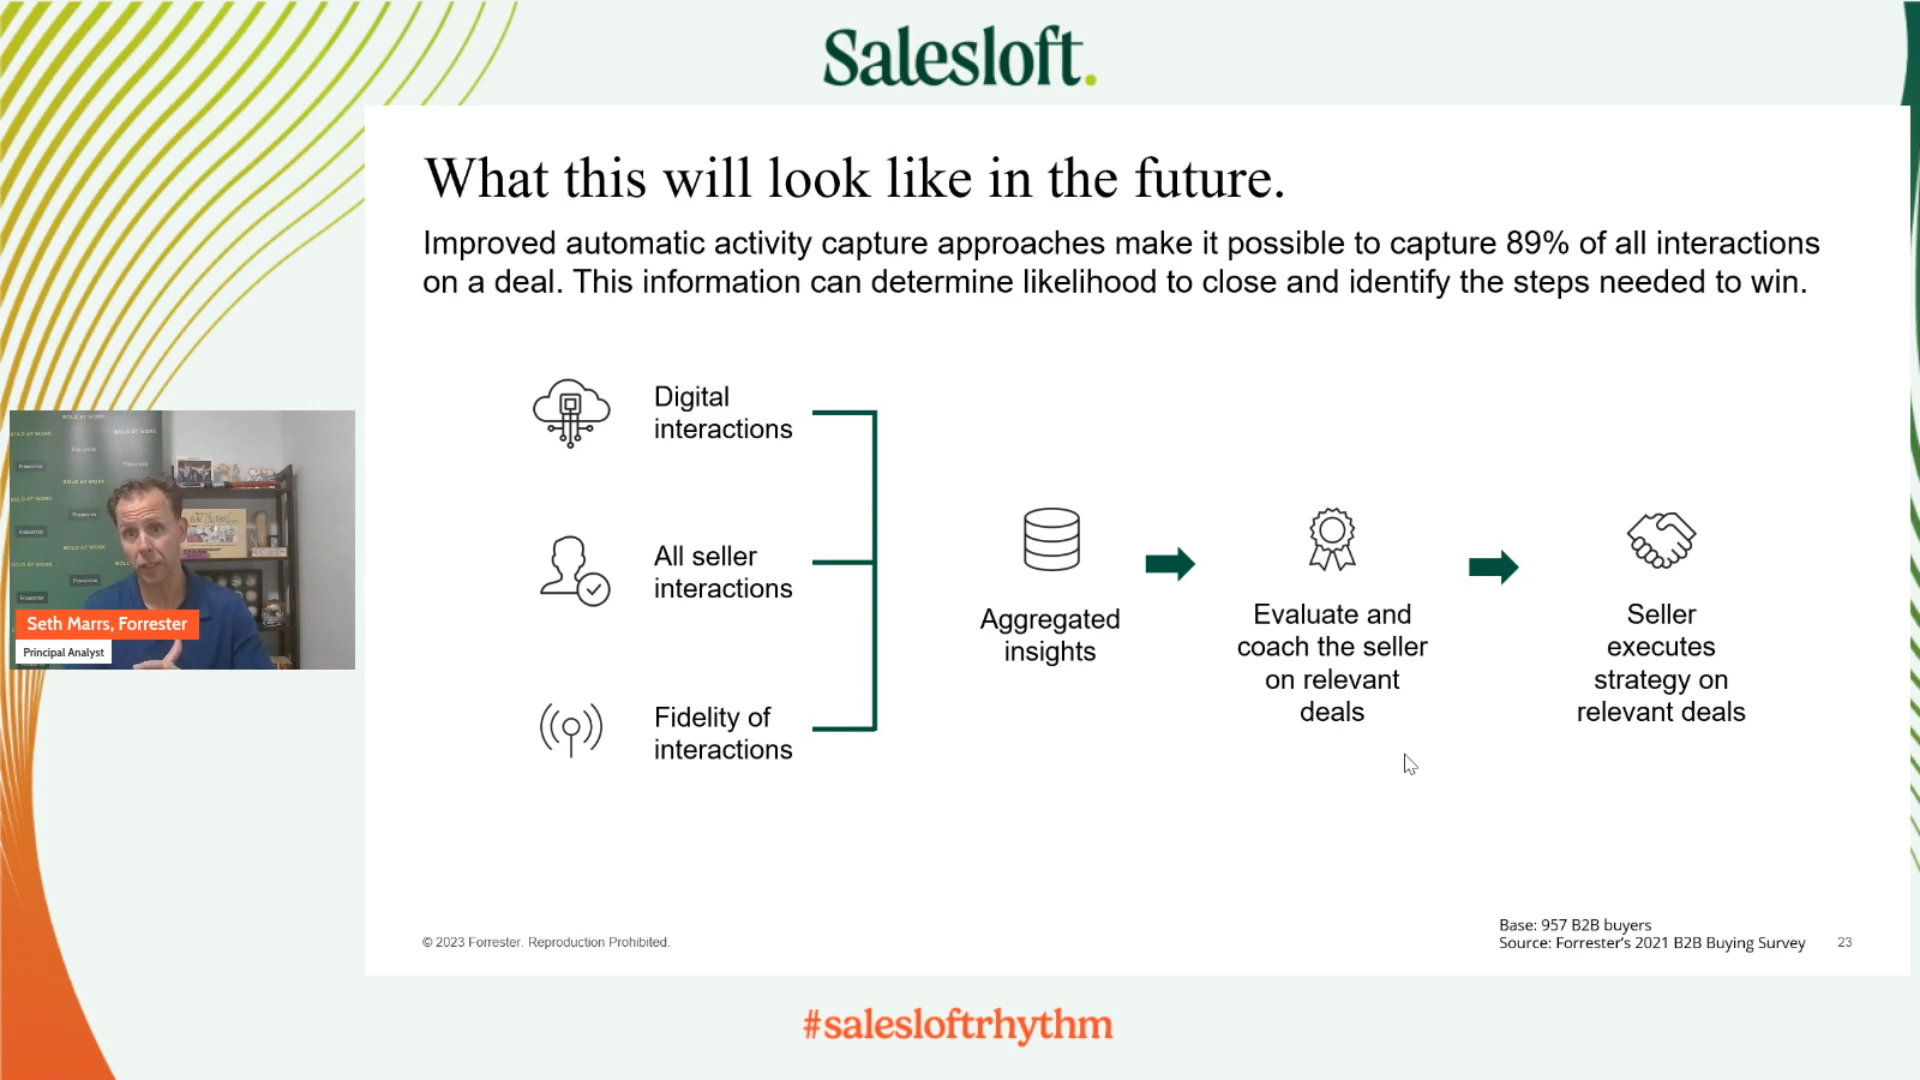 Salesloft.
What this will look like in the future.
Improved automatic activity capture approaches make it possible to capture 89% of all interactions
on a deal. This information can determine likelihood to close and identify the steps needed to win.
Digital
interactions
All seller
interactions
Fidelity of
interactions
Aggregated
insights
Evaluate and
coach the seller
on relevant
deals
Seller
executes
strategy on
relevant deals
BOLD AT WORK
Forrester
Seth Marrs, Forrester
Principal Analyst
© 2023 Forrester. Reproduction Prohibited.
Base: 957 B2B buyers
Source: Forrester’s 2021 B2B Buying Survey
23
#salesloftrhythm